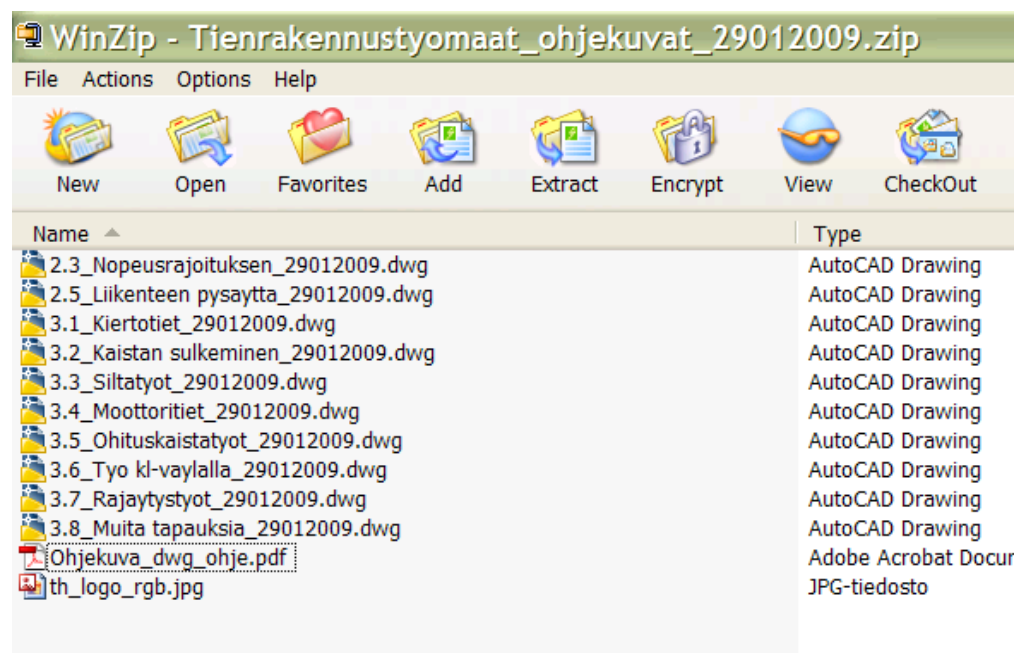 WinZip - Tienrakennustyomaat_ohjekuvat_29012009.zip
File Actions Options Help
New Open Favorites Add Extract Encrypt View CheckOut
Name Type
2.3_Nopeusrajoituksen_29012009.dwg AutoCAD Drawing
2.5_Liikenteen pysaytta_29012009.dwg AutoCAD Drawing
3.1_Kiertotiet_29012009.dwg AutoCAD Drawing
3.2_Kaistan sulkeminen_29012009.dwg AutoCAD Drawing
3.3_Siltatyot_29012009.dwg AutoCAD Drawing
3.4_Moottoritiet_29012009.dwg AutoCAD Drawing
3.5_Ohituskaistatyot_29012009.dwg AutoCAD Drawing
3.6_Tyo kl-vaylalla_29012009.dwg AutoCAD Drawing
3.7_Rajaytystyot_29012009.dwg AutoCAD Drawing
3.8_Muita tapauksia_29012009.dwg AutoCAD Drawing
Ohjekuva_dwg_ohje.pdf Adobe Acrobat Docur
th_logo_rgb.jpg JPG-tiedosto